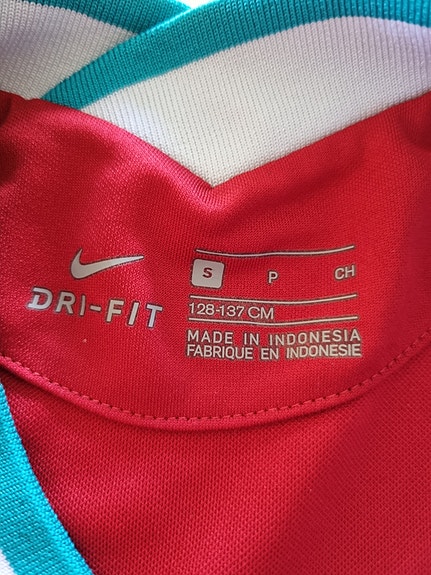 DRI-FIT
S P CH
128-137 CM
MADE IN INDONESIA
FABRIQUE EN INDONESIE